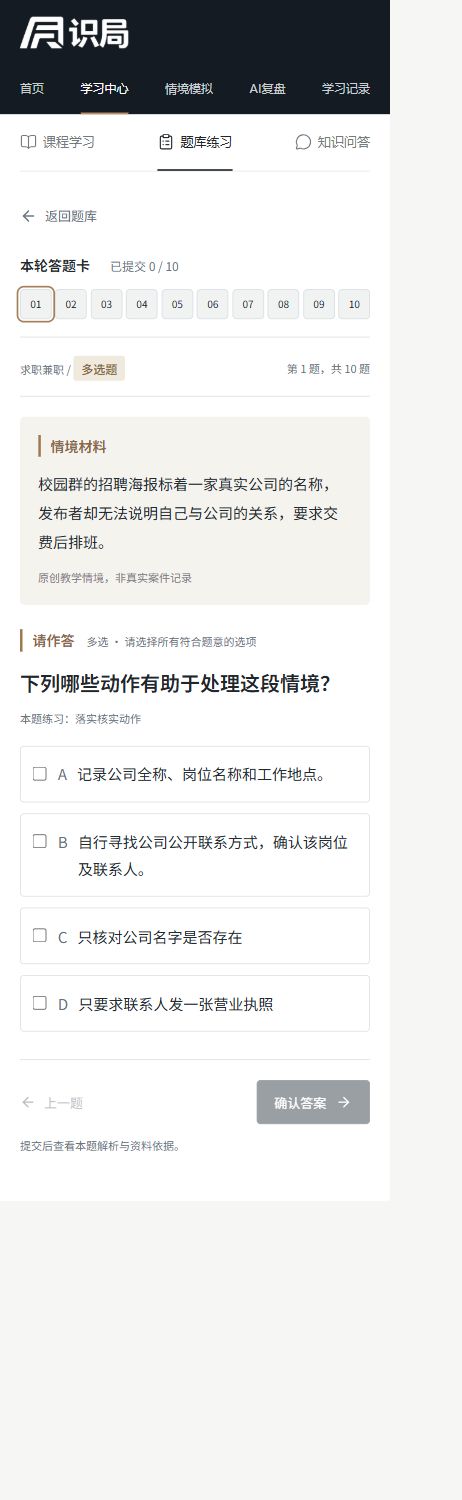 识局
首页 学习中心 情境模拟 AI复盘 学习记录
课程学习 题库练习 知识问答
返回题库
本轮答题卡 已提交 0 / 10
01 02 03 04 05 06 07 08 09 10
求职兼职 / 多选题 第 1 题，共 10 题
情境材料
校园群的招聘海报标着一家真实公司的名称，
发布者却无法说明自己与公司的关系，要求交
费后排班。
原创教学情境，非真实案件记录
请作答 多选 · 请选择所有符合题意的选项
下列哪些动作有助于处理这段情境？
本题练习：落实核实动作
A 记录公司全称、岗位名称和工作地点。
B 自行寻找公司公开联系方式，确认该岗位
及联系人。
C 只核对公司名字是否存在
D 只要求联系人发一张营业执照
上一题 确认答案
提交后查看本题解析与资料依据。